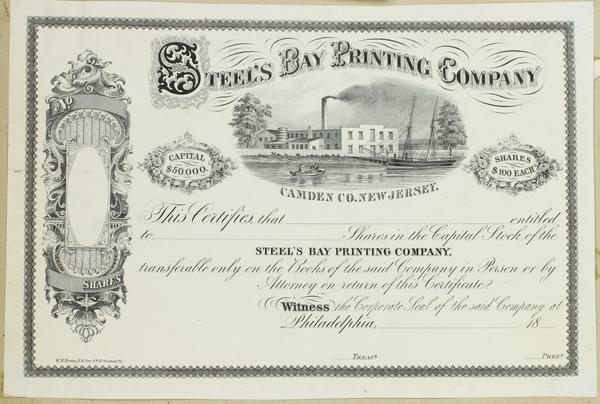 STEEL'S BAY PRINTING COMPANY
No
CAPITAL
$50,000.
SHARES
$100 EACH
CAMDEN CO. NEW JERSEY.
This Certifies, that entitled
to Shares in the Capital Stock of the
STEEL'S BAY PRINTING COMPANY,
transferable only on the Books of the said Company in Person or by
Attorney on return of this Certificate
SHARES
Witness the Corporate Seal of the said Company at
Philadelphia, 18
TREASR PREST